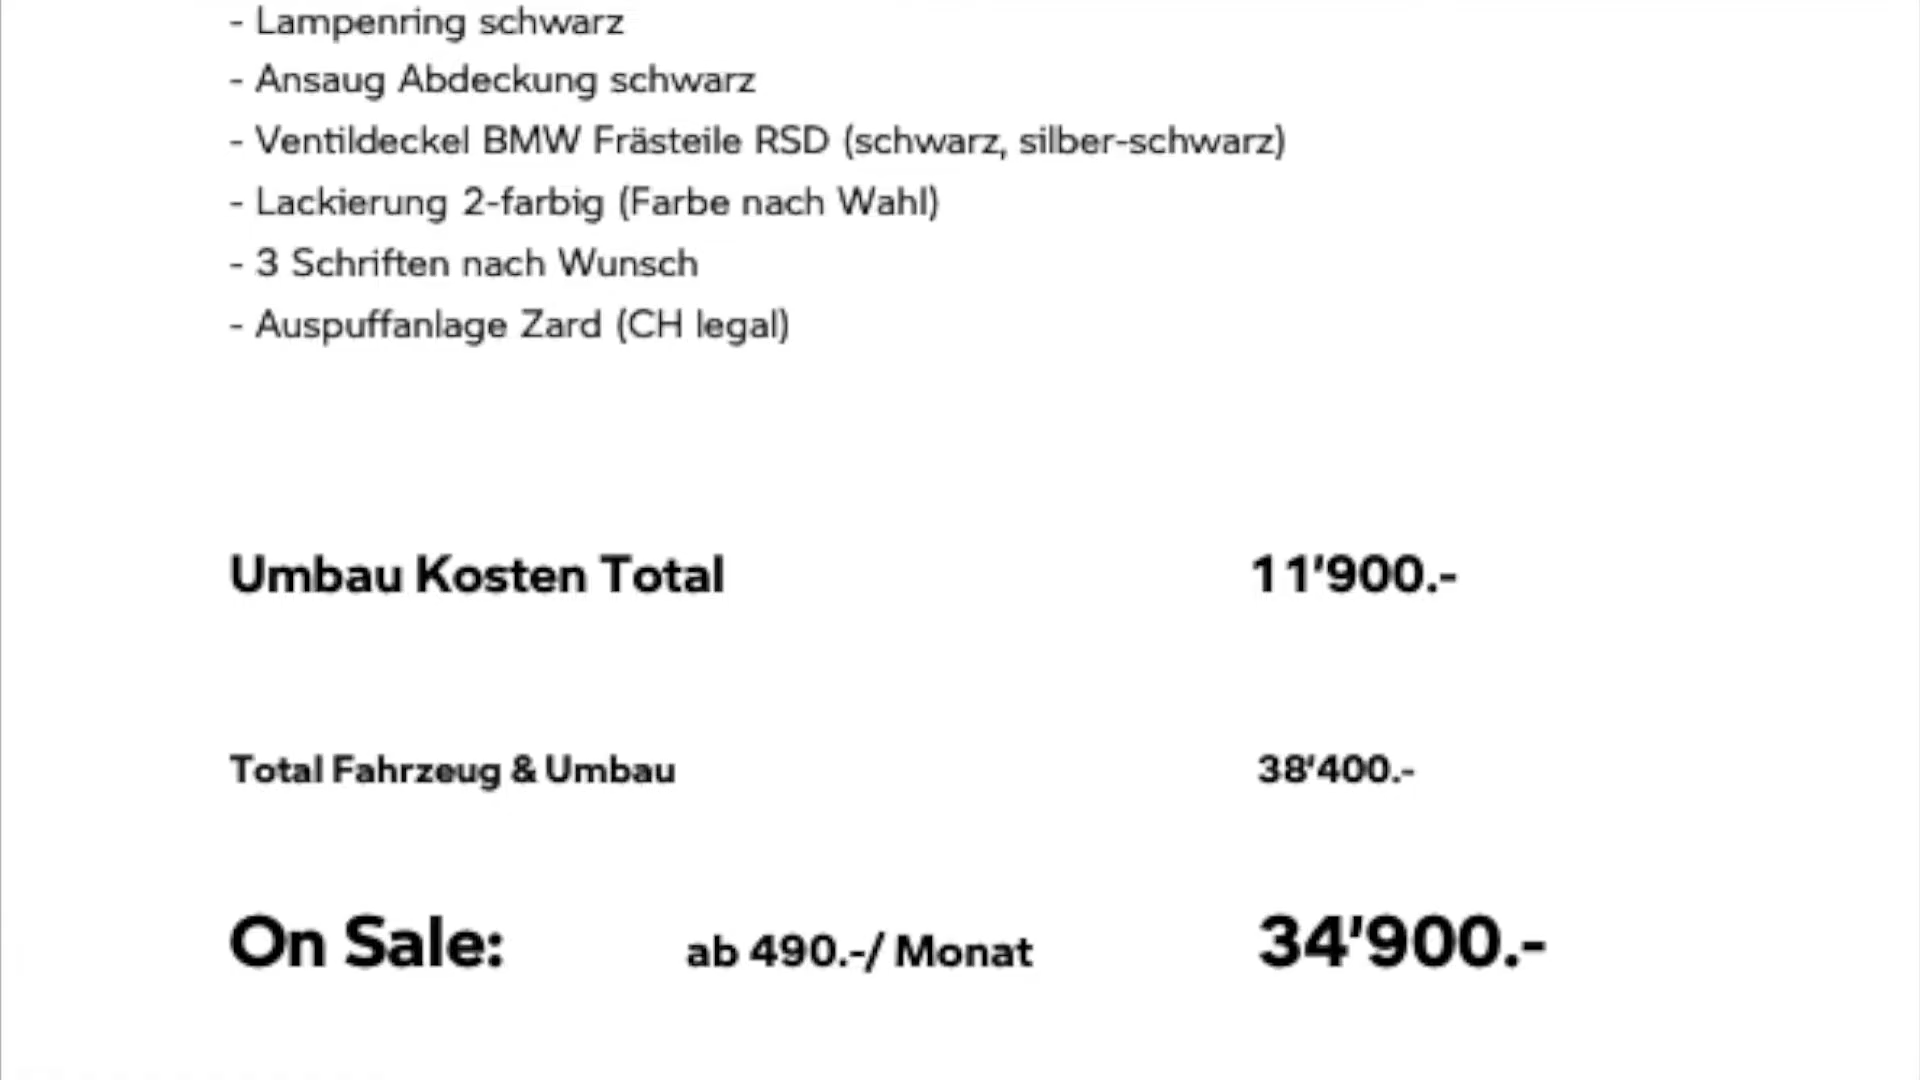 - Lampenring schwarz
- Ansaug Abdeckung schwarz
- Ventildeckel BMW Frästeile RSD (schwarz, silber-schwarz)
- Lackierung 2-farbig (Farbe nach Wahl)
- 3 Schriften nach Wunsch
- Auspuffanlage Zard (CH legal)
Umbau Kosten Total 11'900.-
Total Fahrzeug & Umbau 38'400.-
On Sale: ab 490.-/ Monat 34'900.-